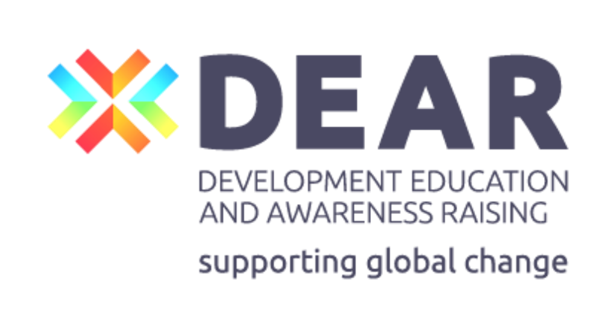 DEAR
DEVELOPMENT EDUCATION
AND AWARENESS RAISING
supporting global change